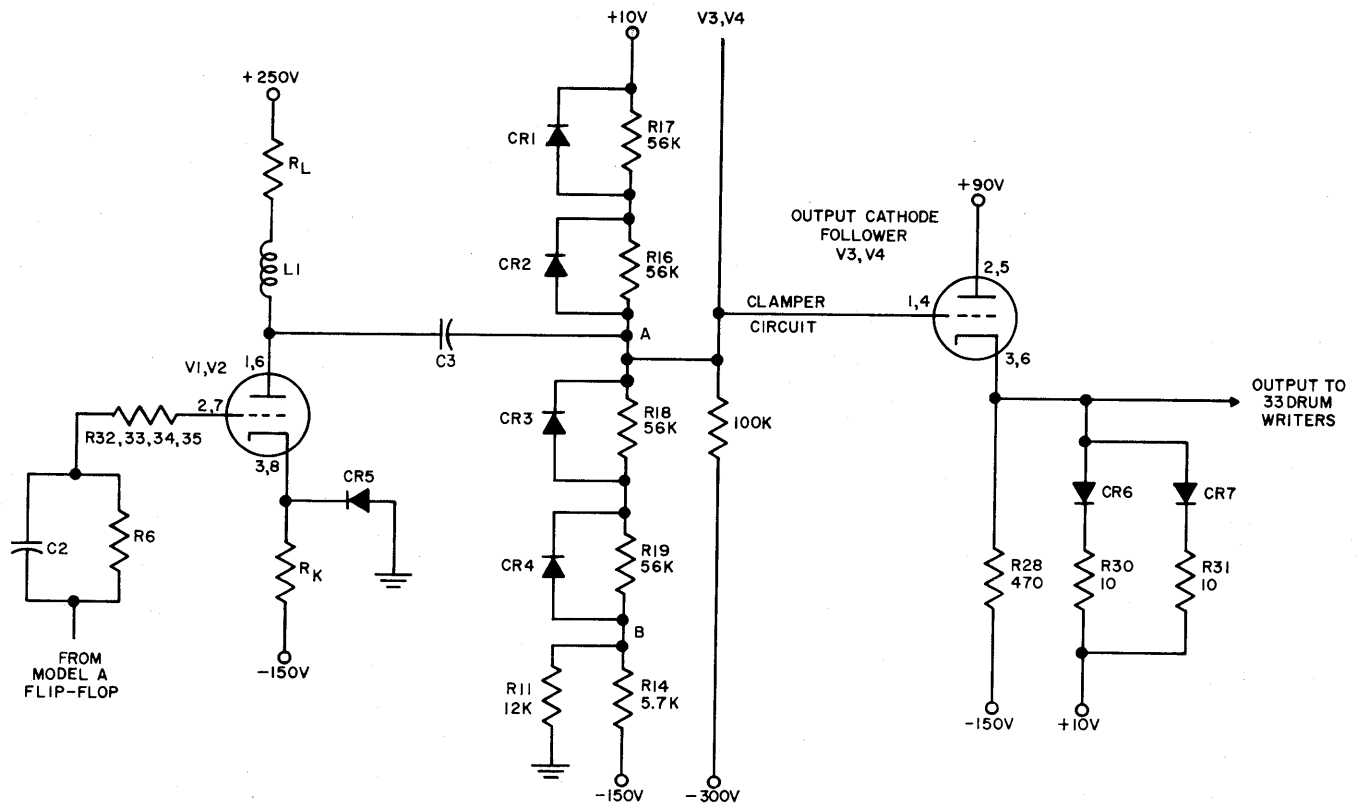 +10V
V3,V4
+250V
RL
L1
CR1
R17
56K
CR2
R16
56K
+90V
OUTPUT CATHODE
FOLLOWER
V3,V4
2,5
1,4
3,6
CLAMPER
CIRCUIT
A
C3
V1,V2
1,6
2,7
3,8
R32,33,34,35
CR5
CR3
R18
56K
100K
OUTPUT TO
33 DRUM
WRITERS
C2
R6
RK
CR4
R19
56K
CR6
CR7
R28
470
R30
10
R31
10
B
FROM
MODEL A
FLIP-FLOP
-150V
R11
12K
R14
5.7K
-150V
+10V
-150V
-300V